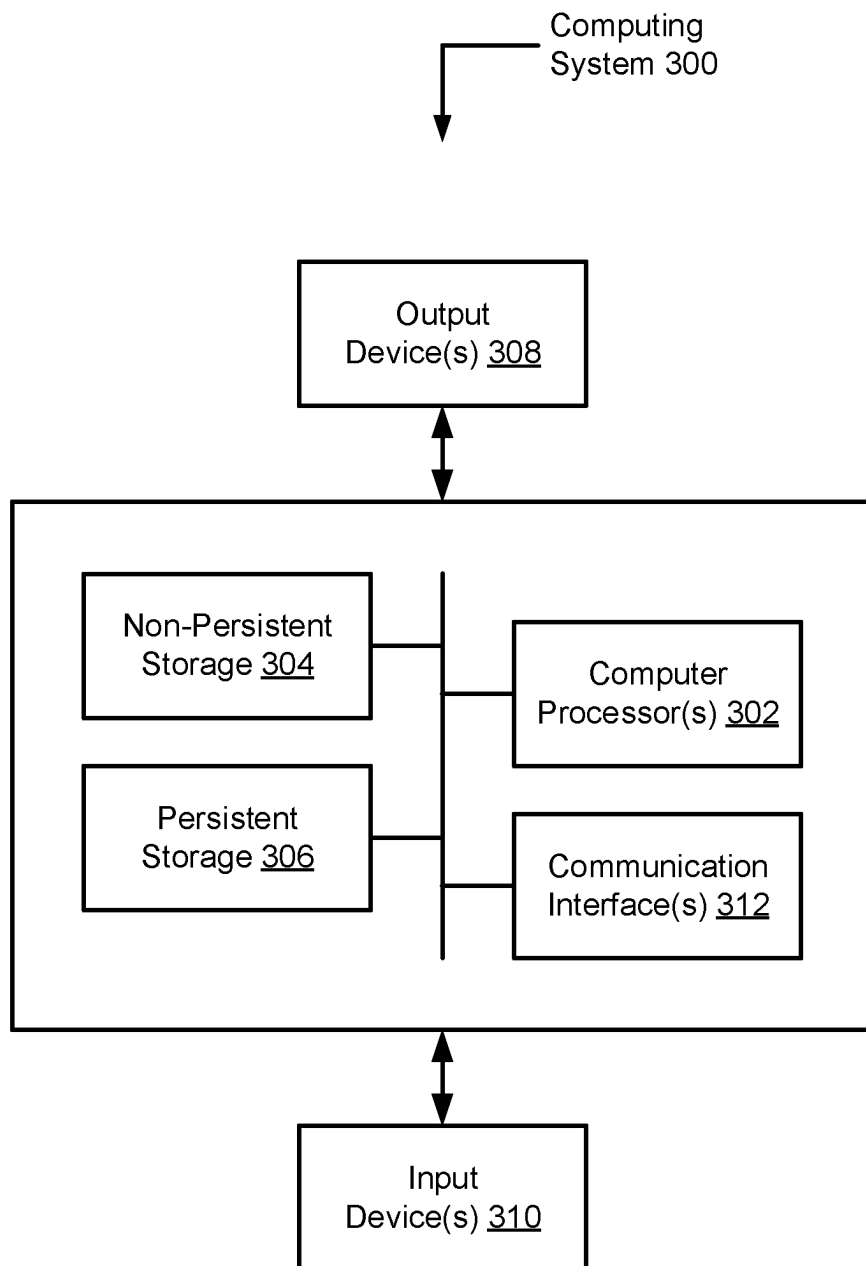 Computing
System 300
Output
Device(s) 308
Non-Persistent
Storage 304
Computer
Processor(s) 302
Persistent
Storage 306
Communication
Interface(s) 312
Input
Device(s) 310